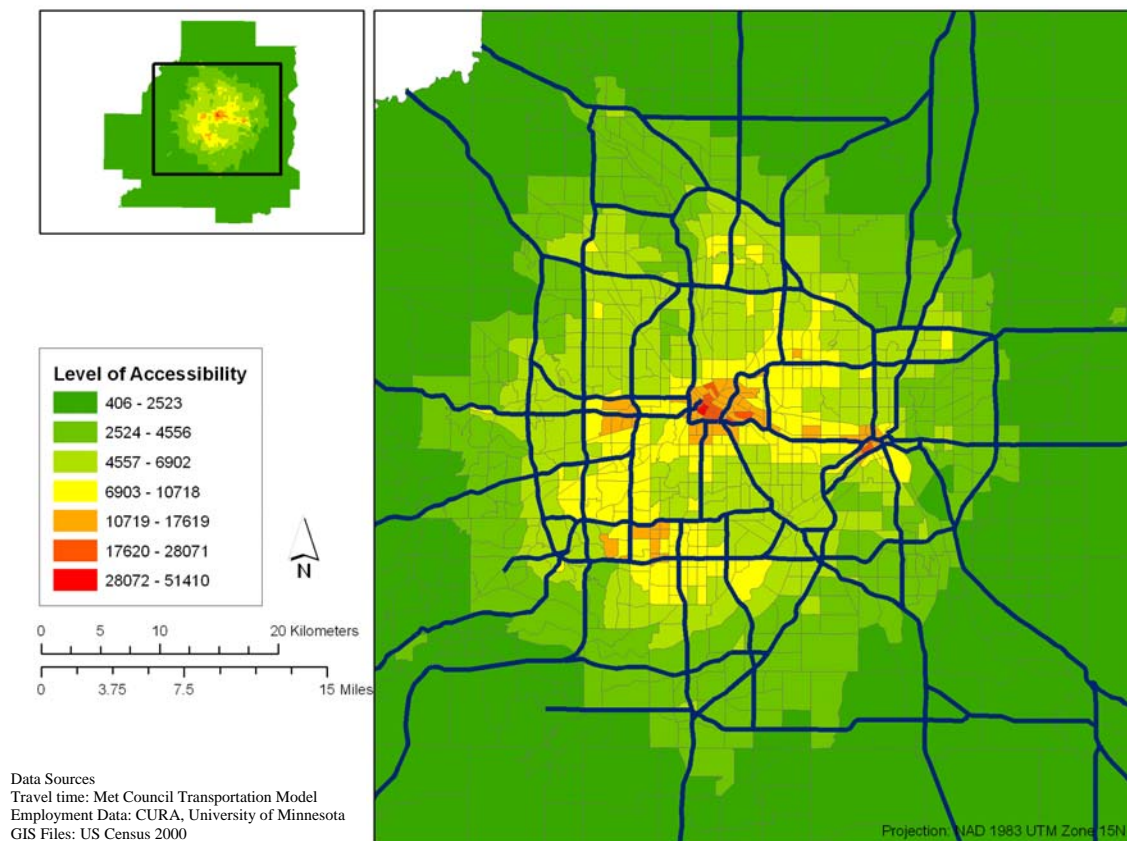 Level of Accessibility
406 - 2523
2524 - 4556
4557 - 6902
6903 - 10718
10719 - 17619
17620 - 28071
28072 - 51410
N
0 5 10 20 Kilometers
0 3.75 7.5 15 Miles
Data Sources
Travel time: Met Council Transportation Model
Employment Data: CURA, University of Minnesota
GIS Files: US Census 2000
Projection: NAD 1983 UTM Zone 15N